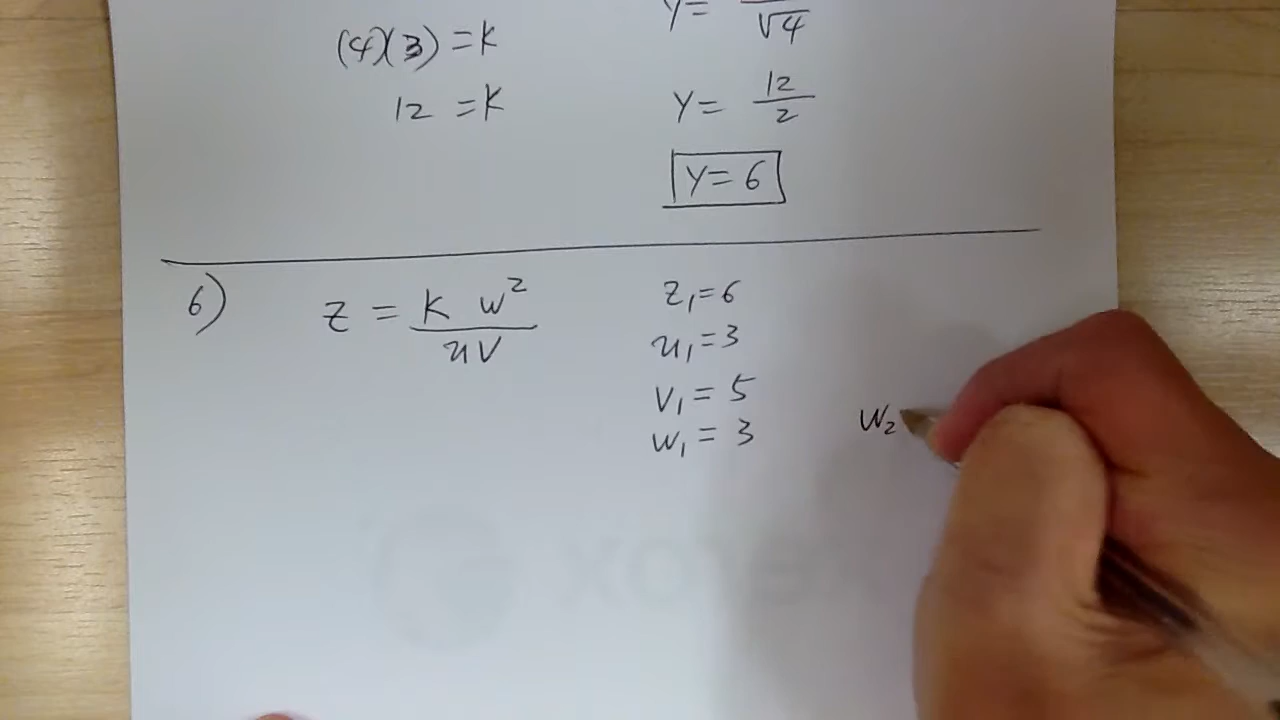 (4)(3) = K
12 = K
Y = √4
Y = 12/2
Y = 6
6) Z = K w² / uv
Z₁ = 6
u₁ = 3
V₁ = 5
w₁ = 3
W₂